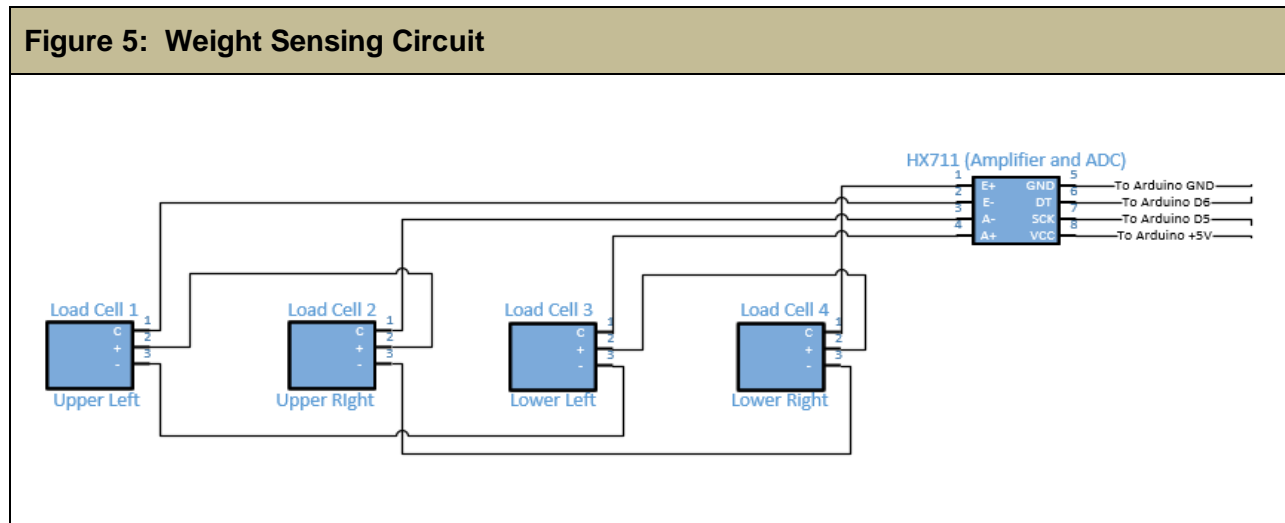 Figure 5:  Weight Sensing Circuit
HX711 (Amplifier and ADC)
1 E+ GND 5 To Arduino GND
2 E- DT 6 To Arduino D6
3 A- SCK 7 To Arduino D5
4 A+ VCC 8 To Arduino +5V
Load Cell 1
C 1
+ 2
- 3
Upper Left
Load Cell 2
C 1
+ 2
- 3
Upper RIght
Load Cell 3
C 1
+ 2
- 3
Lower Left
Load Cell 4
C 1
+ 2
- 3
Lower Right